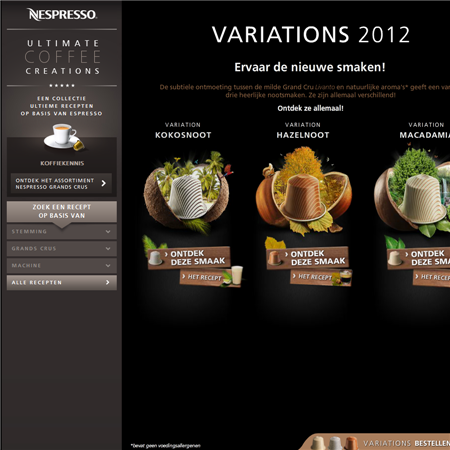 NESPRESSO
ULTIMATE
COFFEE
CREATIONS
EEN COLLECTIE
ULTIEME RECEPTEN
OP BASIS VAN ESPRESSO
KOFFIEKENNIS
ONTDEK HET ASSORTIMENT
NESPRESSO GRANDS CRUS
ZOEK EEN RECEPT
OP BASIS VAN
STEMMING
GRANDS CRUS
MACHINE
ALLE RECEPTEN
VARIATIONS 2012
Ervaar de nieuwe smaken!
De subtiele ontmoeting tussen de milde Grand Cru Livanto en natuurlijke aroma's* geeft een var
drie heerlijke nootsmaken. Ze zijn allemaal verschillend!
Ontdek ze allemaal!
VARIATION
KOKOSNOOT
VARIATION
HAZELNOOT
VARIATION
MACADAMIA
ONTDEK
DEZE SMAAK
HET RECEPT
ONTDEK
DEZE SMAAK
HET RECEPT
ONTDEK
DEZE SMA
HET RECEPT
*bevat geen voedingsallergenen
VARIATIONS BESTELLEN